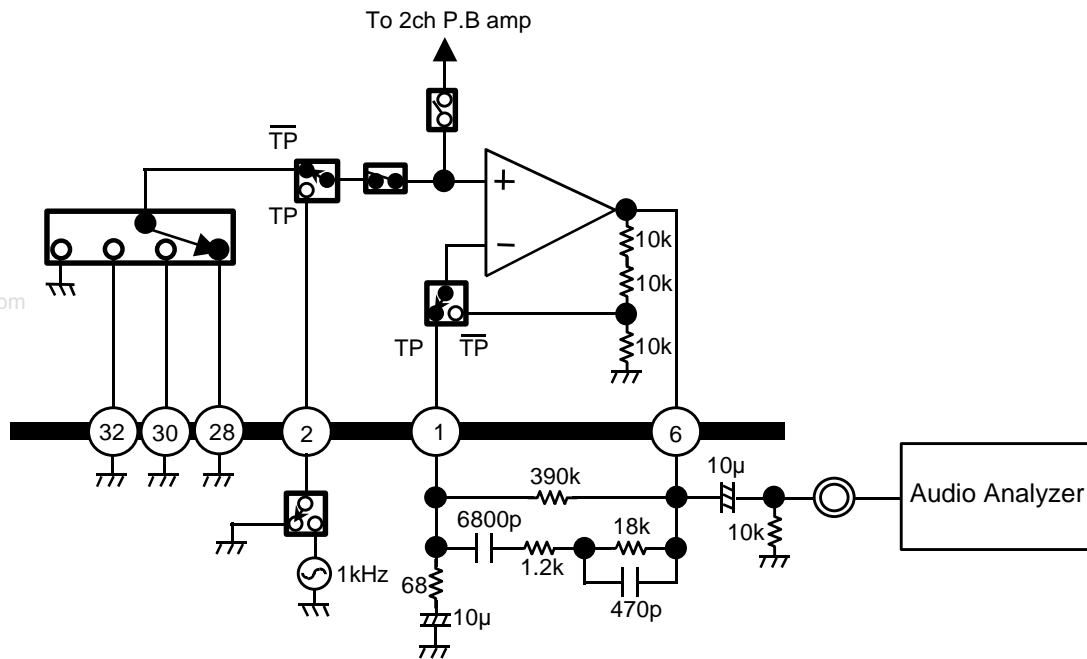 To 2ch P.B amp
TP
TP
om
10k
10k
10k
TP
TP
32
30
28
2
1
6
390k
10μ
Audio Analyzer
6800p
18k
10k
1.2k
1kHz
68
470p
10μ